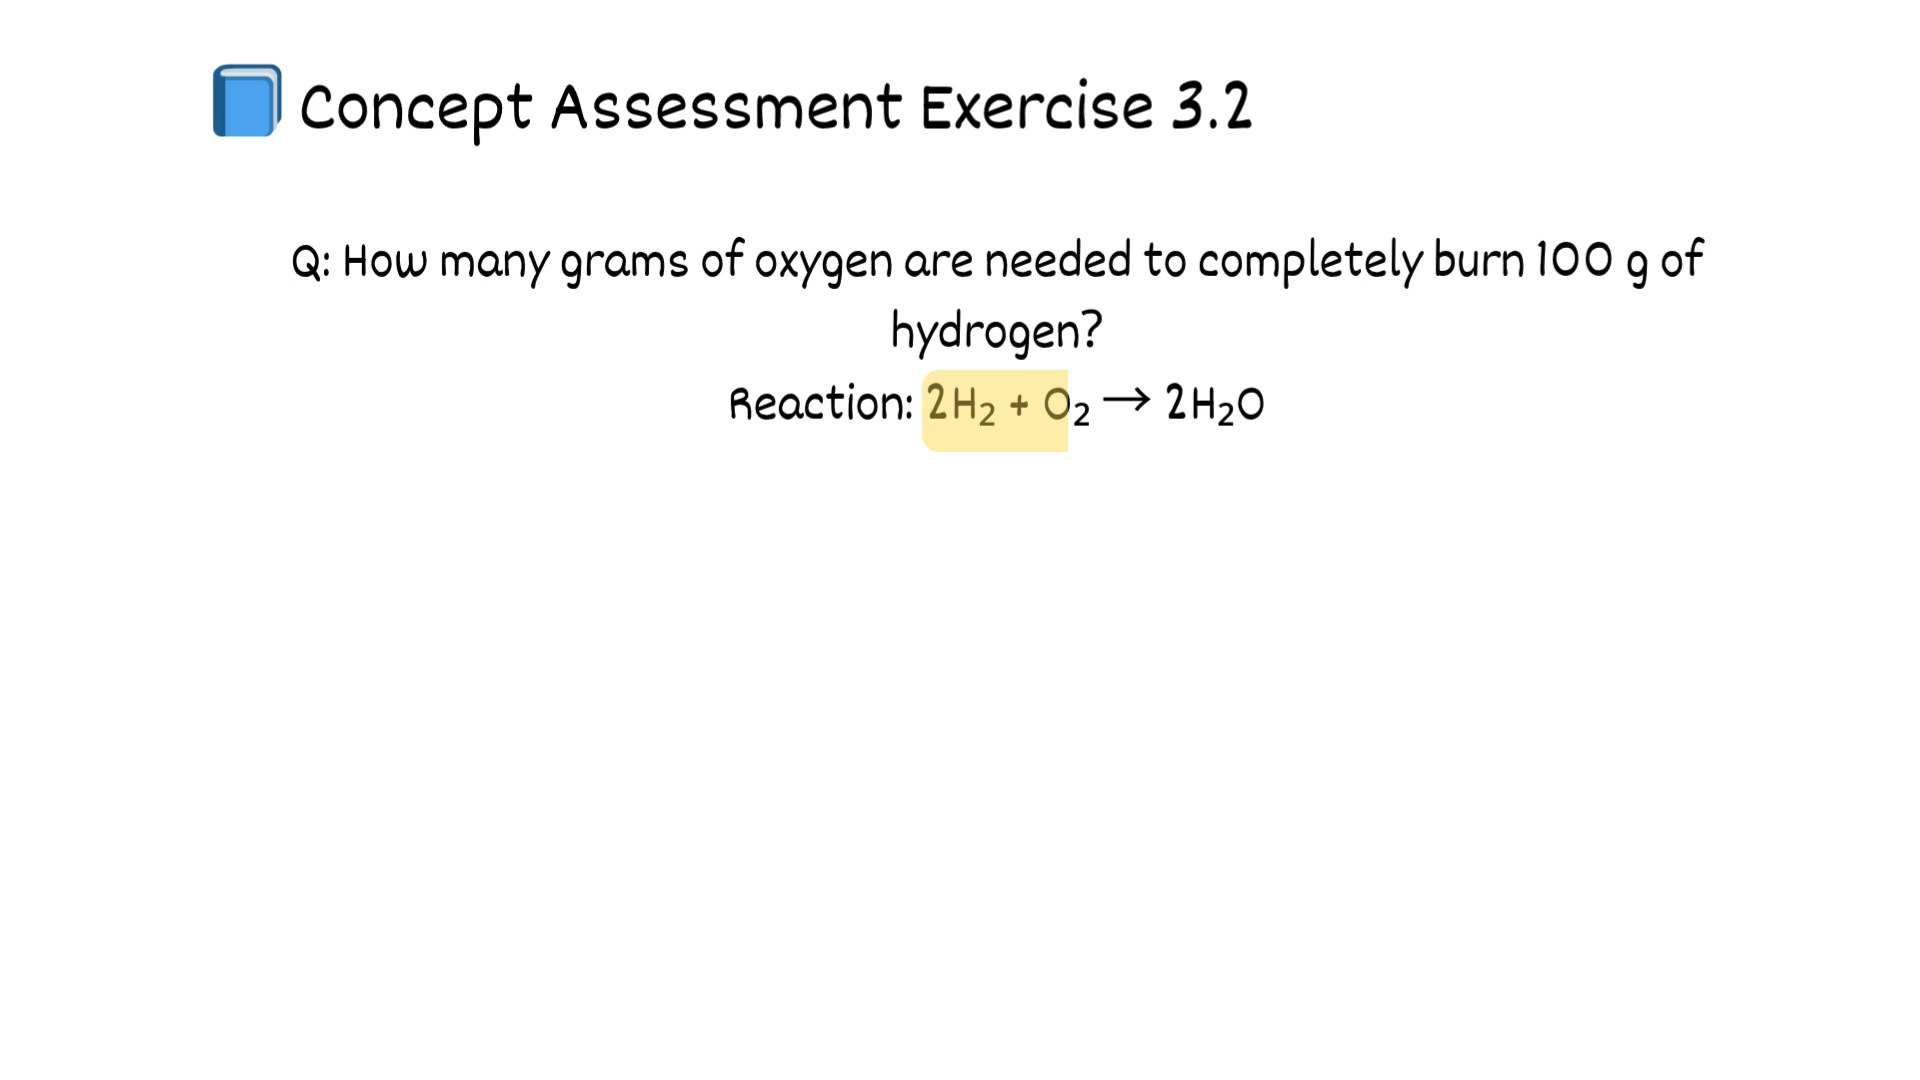 📘 Concept Assessment Exercise 3.2
Q: How many grams of oxygen are needed to completely burn 100 g of
hydrogen?
Reaction: 2H₂ + O₂ → 2H₂O